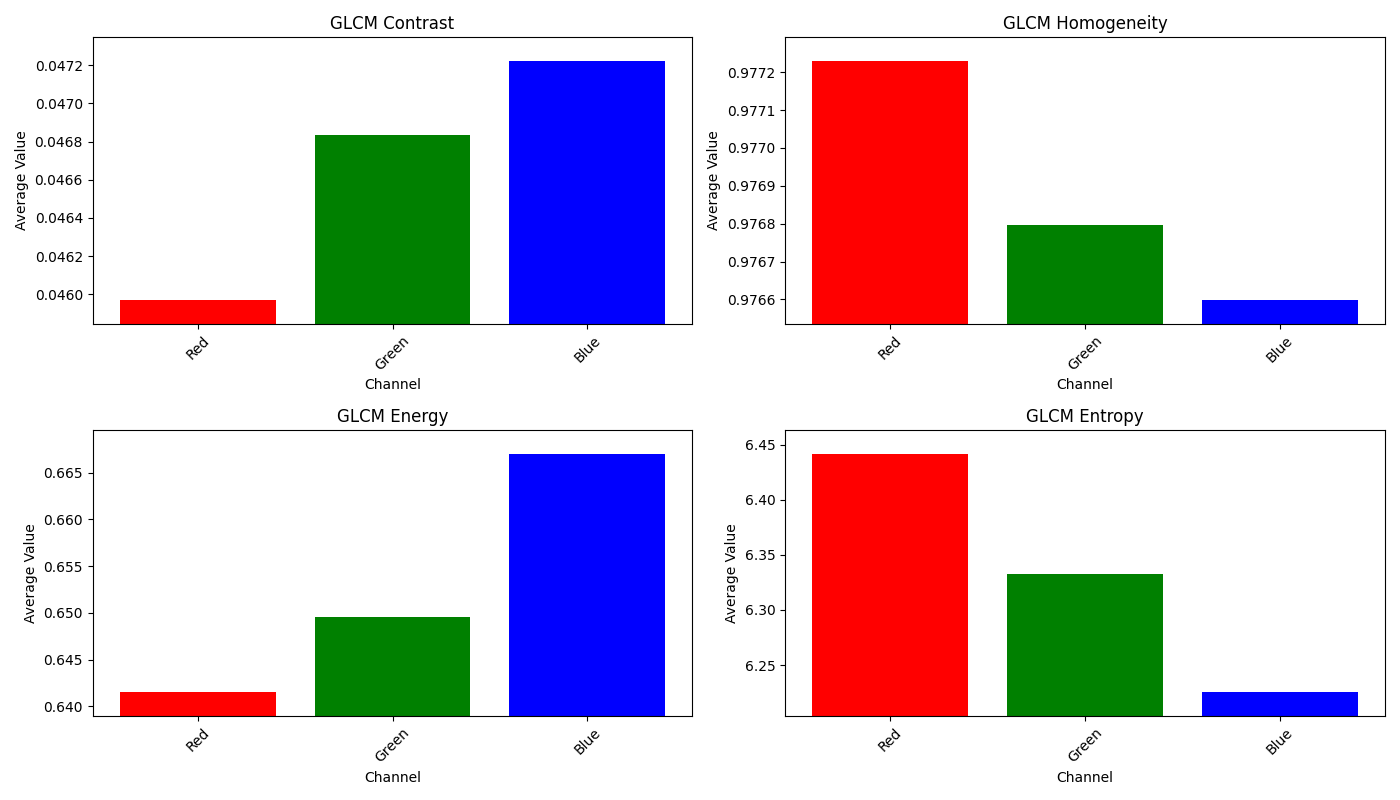 GLCM Contrast
0.0472
0.0470
0.0468
0.0466
0.0464
0.0462
0.0460
Average Value
Red
Green
Blue
Channel
GLCM Homogeneity
0.9772
0.9771
0.9770
0.9769
0.9768
0.9767
0.9766
Average Value
Red
Green
Blue
Channel
GLCM Energy
0.665
0.660
0.655
0.650
0.645
0.640
Average Value
Red
Green
Blue
Channel
GLCM Entropy
6.45
6.40
6.35
6.30
6.25
Average Value
Red
Green
Blue
Channel